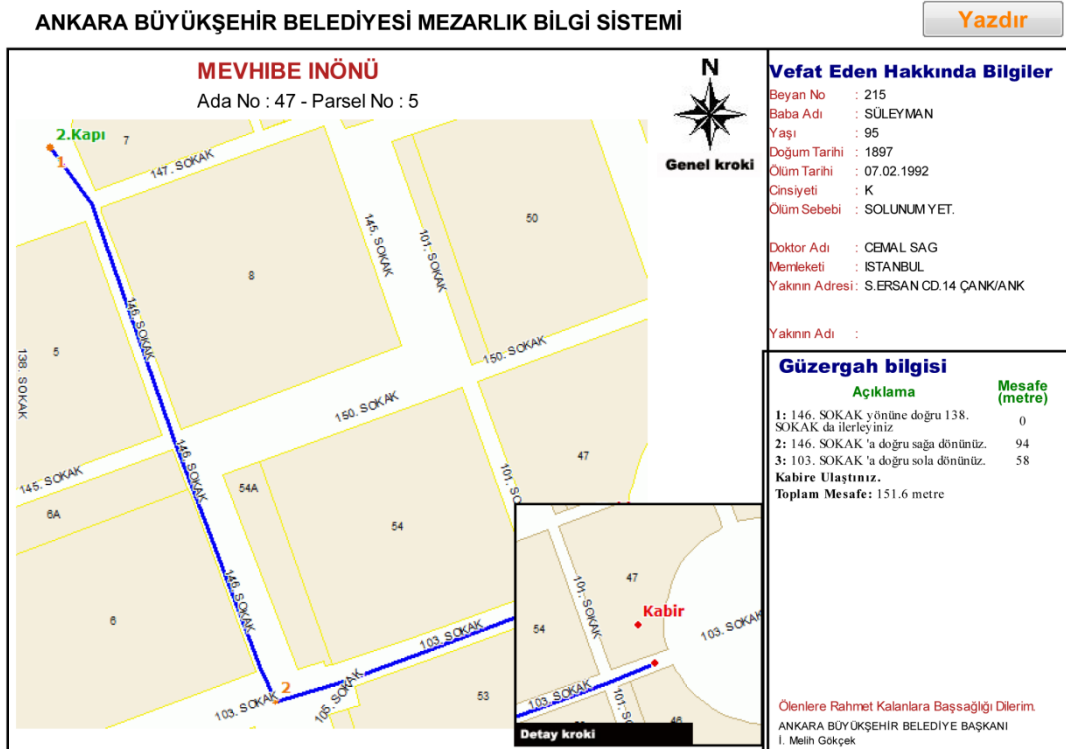 ANKARA BÜYÜKŞEHİR BELEDİYESİ MEZARLIK BİLGİ SİSTEMİ
Yazdır
MEVHIBE INÖNÜ
Ada No : 47 - Parsel No : 5
N
Genel kroki
2.Kapı
1
7
147. SOKAK
8
145. SOKAK
101. SOKAK
50
146. SOKAK
5
138. SOKAK
150. SOKAK
150. SOKAK
145. SOKAK
146. SOKAK
6A
54A
54
47
101. SO
146. SOKAK
6
103. SOKAK
2
103. SOKAK
105. SOKAK
53
47
Kabir
101. SOKAK
54
103. SOKAK
103. SOKAK
101. SO
46
Detay kroki
Vefat Eden Hakkında Bilgiler
Beyan No : 215
Baba Adı : SÜLEYMAN
Yaşı : 95
Doğum Tarihi : 1897
Ölüm Tarihi : 07.02.1992
Cinsiyeti : K
Ölüm Sebebi : SOLUNUM YET.
Doktor Adı : CEMAL SAG
Memleketi : ISTANBUL
Yakının Adresi : S.ERSAN CD.14 ÇANK/ANK
Yakının Adı :
Güzergah bilgisi
Açıklama Mesafe (metre)
1: 146. SOKAK yönüne doğru 138. SOKAK da ilerleyiniz 0
2: 146. SOKAK 'a doğru sağa dönünüz. 94
3: 103. SOKAK 'a doğru sola dönünüz. 58
Kabire Ulaştınız.
Toplam Mesafe: 151.6 metre
Ölenlere Rahmet Kalanlara Başsağlığı Dilerim.
ANKARA BÜYÜKŞEHİR BELEDİYE BAŞKANI
İ. Melih Gökçek